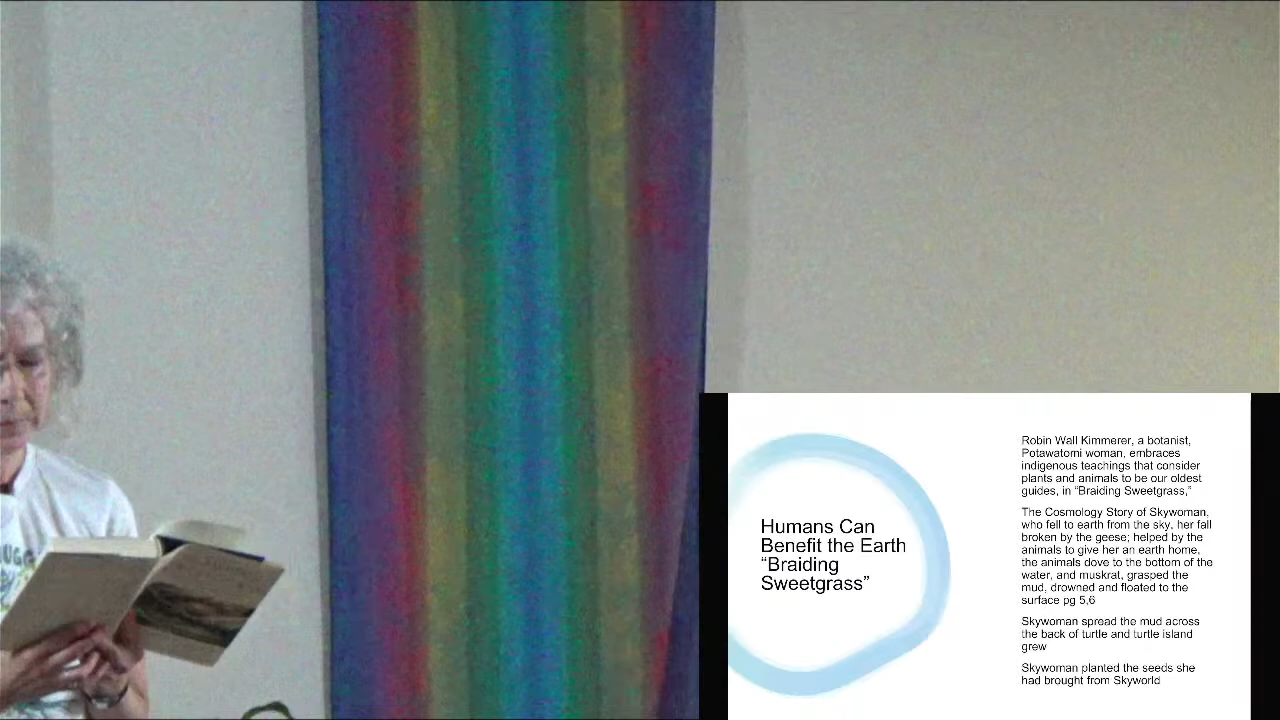 Humans Can
Benefit the Earth
“Braiding
Sweetgrass”
Robin Wall Kimmerer, a botanist,
Potawatomi woman, embraces
indigenous teachings that consider
plants and animals to be our oldest
guides, in “Braiding Sweetgrass,”
The Cosmology Story of Skywoman,
who fell to earth from the sky, her fall
broken by the geese; helped by the
animals to give her an earth home,
the animals dove to the bottom of the
water, and muskrat, grasped the
mud, drowned and floated to the
surface pg 5,6
Skywoman spread the mud across
the back of turtle and turtle island
grew
Skywoman planted the seeds she
had brought from Skyworld